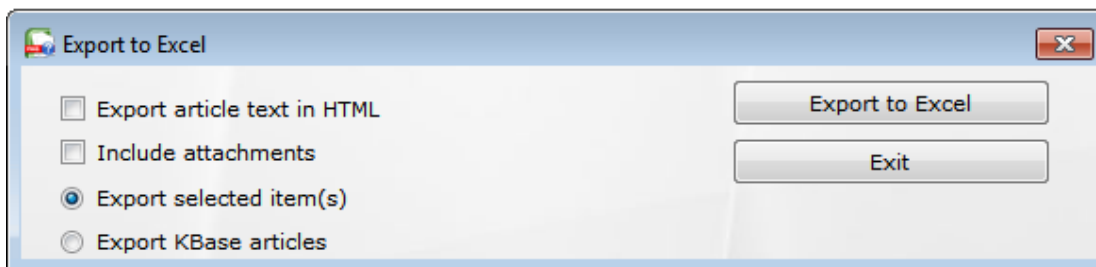 Export to Excel
Export article text in HTML
Export to Excel
Include attachments
Exit
Export selected item(s)
Export KBase articles